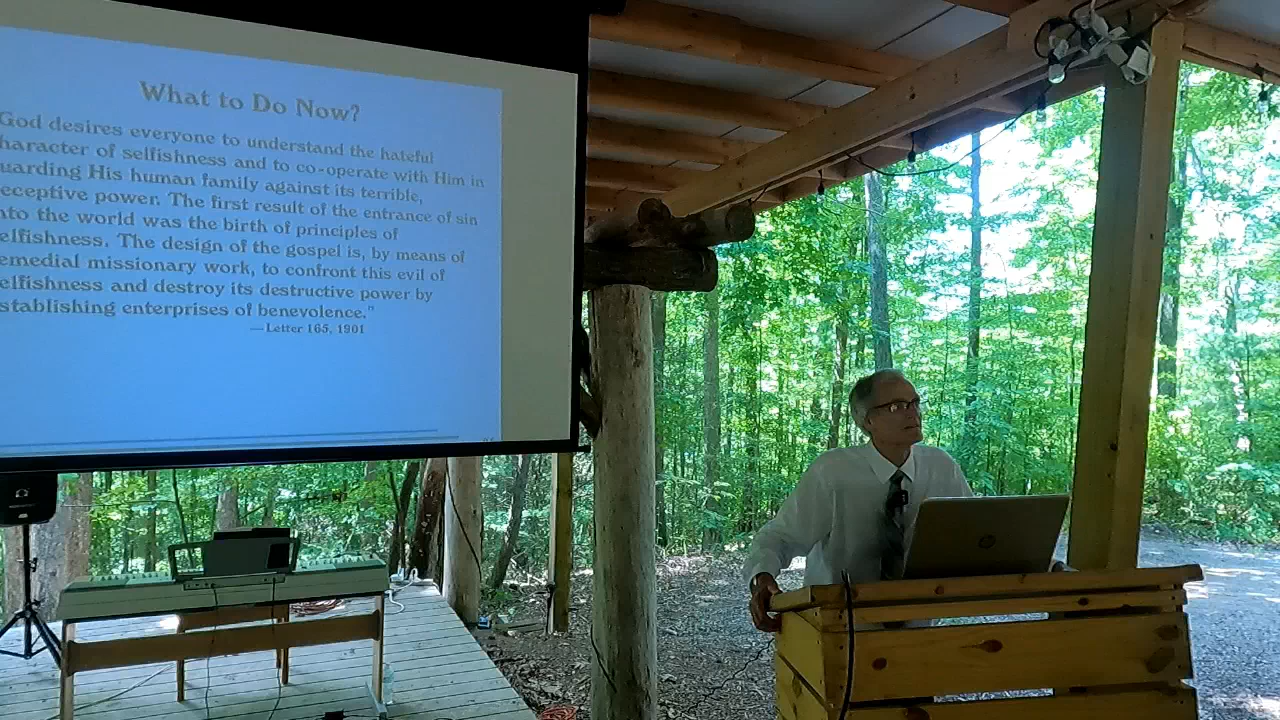 What to Do Now?
God desires everyone to understand the hateful
haracter of selfishness and to co-operate with Him in
uarding His human family against its terrible,
eceptive power. The first result of the entrance of sin
nto the world was the birth of principles of
elfishness. The design of the gospel is, by means of
emedial missionary work, to confront this evil of
elfishness and destroy its destructive power by
stablishing enterprises of benevolence."
—Letter 165, 1901
hp